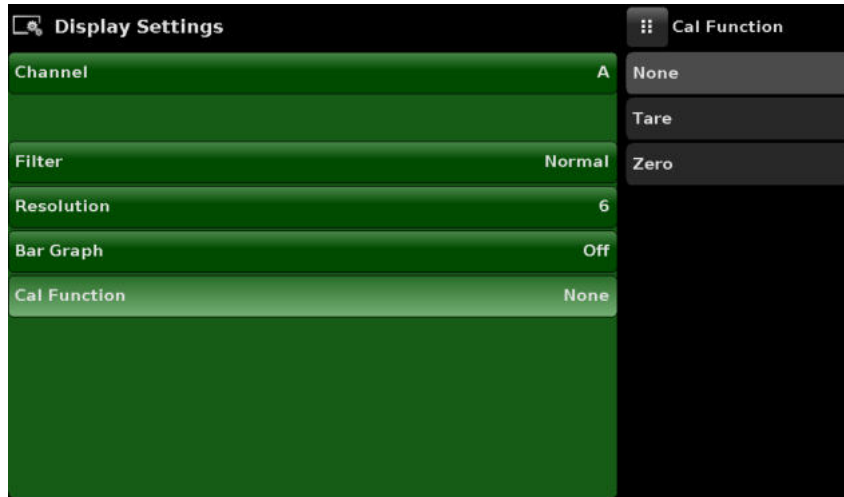 Display Settings
Channel A
Filter Normal
Resolution 6
Bar Graph Off
Cal Function None
Cal Function
None
Tare
Zero